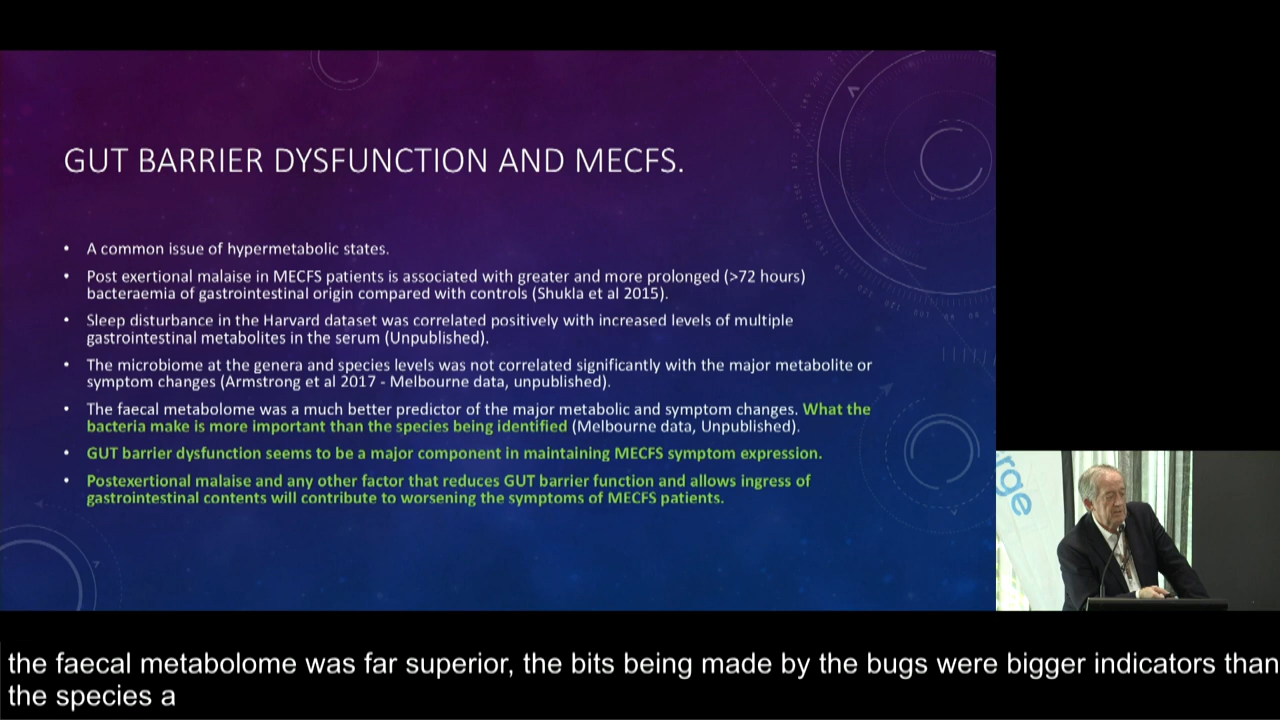 GUT BARRIER DYSFUNCTION AND MECFS.
• A common issue of hypermetabolic states.
• Post exertional malaise in MECFS patients is associated with greater and more prolonged (>72 hours)
bacteraemia of gastrointestinal origin compared with controls (Shukla et al 2015).
• Sleep disturbance in the Harvard dataset was correlated positively with increased levels of multiple
gastrointestinal metabolites in the serum (Unpublished).
• The microbiome at the genera and species levels was not correlated significantly with the major metabolite or
symptom changes (Armstrong et al 2017 - Melbourne data, unpublished).
• The faecal metabolome was a much better predictor of the major metabolic and symptom changes. What the
bacteria make is more important than the species being identified (Melbourne data, Unpublished).
• GUT barrier dysfunction seems to be a major component in maintaining MECFS symptom expression.
• Postexertional malaise and any other factor that reduces GUT barrier function and allows ingress of
gastrointestinal contents will contribute to worsening the symptoms of MECFS patients.
rge
the faecal metabolome was far superior, the bits being made by the bugs were bigger indicators than
the species a